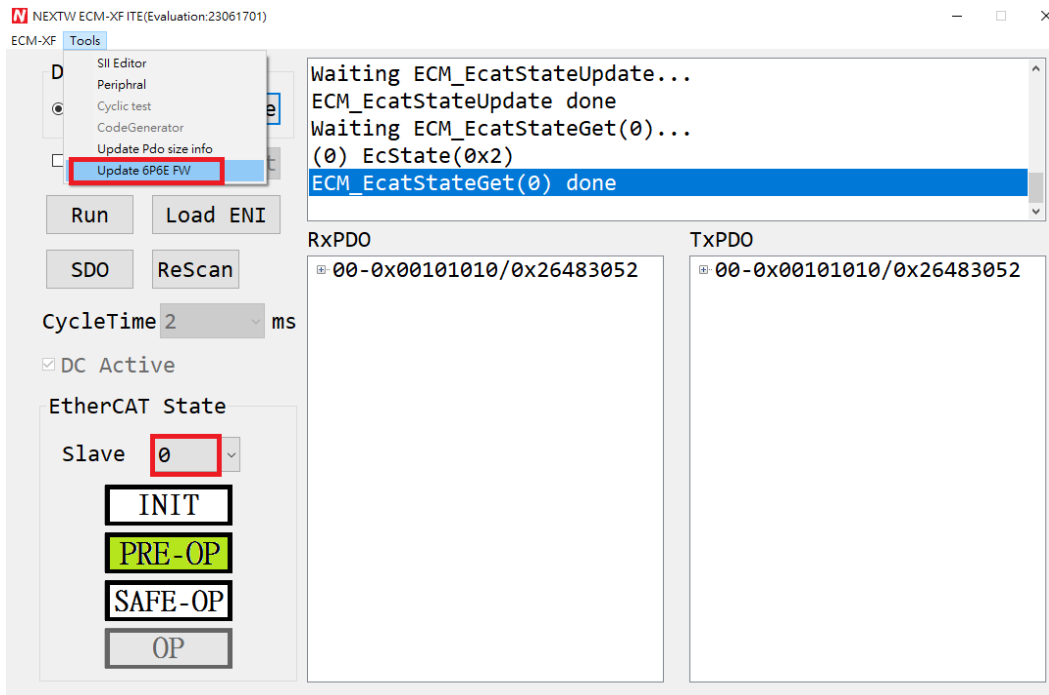 NEXTW ECM-XF ITE(Evaluation:23061701)
ECM-XF Tools
SII Editor
Periphral
Cyclic test
CodeGenerator
Update Pdo size info
Update 6P6E FW
D
e
t
Run Load ENI
SDO ReScan
CycleTime 2 ms
DC Active
EtherCAT State
Slave 0
INIT
PRE-OP
SAFE-OP
OP
Waiting ECM_EcatStateUpdate...
ECM_EcatStateUpdate done
Waiting ECM_EcatStateGet(0)...
(0) EcState(0x2)
ECM_EcatStateGet(0) done
RxPDO
00-0x00101010/0x26483052
TxPDO
00-0x00101010/0x26483052